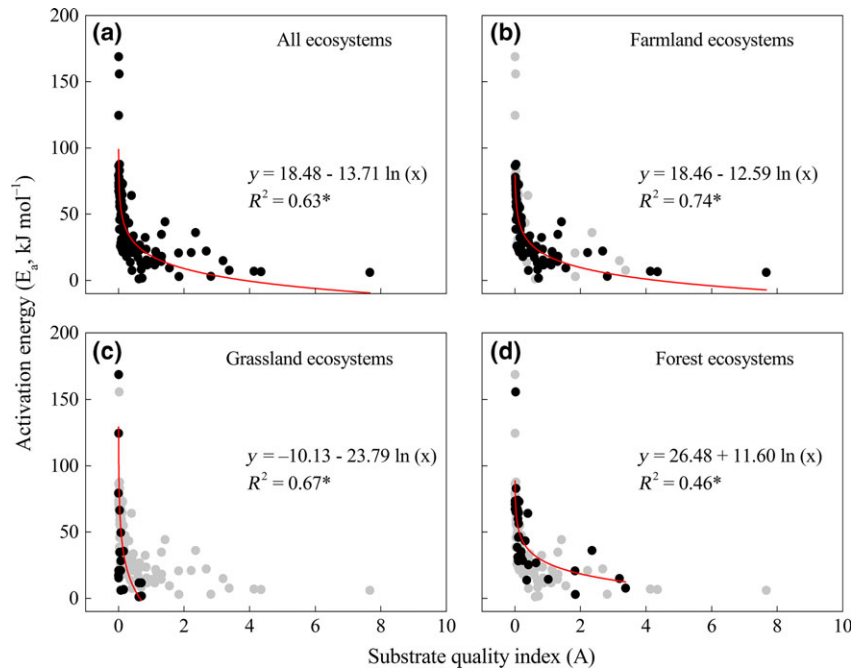 (a)
All ecosystems
y = 18.48 - 13.71 ln (x)
R² = 0.63*
(b)
Farmland ecosystems
y = 18.46 - 12.59 ln (x)
R² = 0.74*
(c)
Grassland ecosystems
y = –10.13 - 23.79 ln (x)
R² = 0.67*
(d)
Forest ecosystems
y = 26.48 + 11.60 ln (x)
R² = 0.46*
Activation energy (Eₐ, kJ mol⁻¹)
200
150
100
50
0
200
150
100
50
0
0 2 4 6 8 10
0 2 4 6 8 10
Substrate quality index (A)